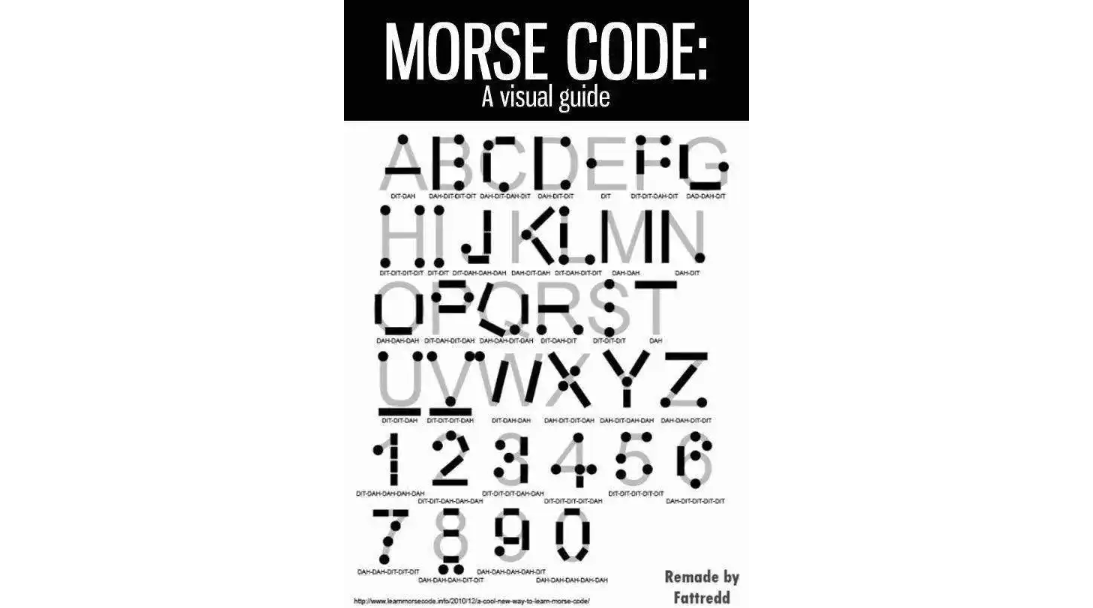 MORSE CODE:
A visual guide
A B C D E F G
DIT-DAH DAH-DIT-DIT-DIT DAH-DIT-DAH-DIT DAH-DIT-DIT DIT DIT-DIT-DAH-DIT DAD-DAH-DIT
H I J K L M N
DIT-DIT-DIT-DIT DIT-DIT DIT-DAH-DAH-DAH DAH-DIT-DAH DIT-DAH-DIT-DIT DAH-DAH DAH-DIT
O P Q R S T
DAH-DAH-DAH DIT-DAH-DIT-DAH DAH-DAH-DIT-DAH DIT-DAH-DIT DIT-DIT-DIT DAH
U V W X Y Z
DIT-DIT-DAH DIT-DIT-DIT-DAH DIT-DAH-DAH DAH-DIT-DIT-DAH DAH-DIT-DAH-DAH DAH-DAH-DIT-DIT
1 2 3 4 5 6
DIT-DAH-DAH-DAH-DAH DIT-DIT-DAH-DAH-DAH DIT-DIT-DIT-DAH-DAH DIT-DIT-DIT-DIT-DAH DIT-DIT-DIT-DIT-DIT DAH-DIT-DIT-DIT-DIT
7 8 9 0
DAH-DAH-DIT-DIT-DIT DAH-DAH-DAH-DIT-DIT DAH-DAH-DAH-DAH-DIT DAH-DAH-DAH-DAH-DAH
Remade by
Fattredd
http://www.learnmorsecode.info/2010/12/a-cool-new-way-to-learn-morse-code/